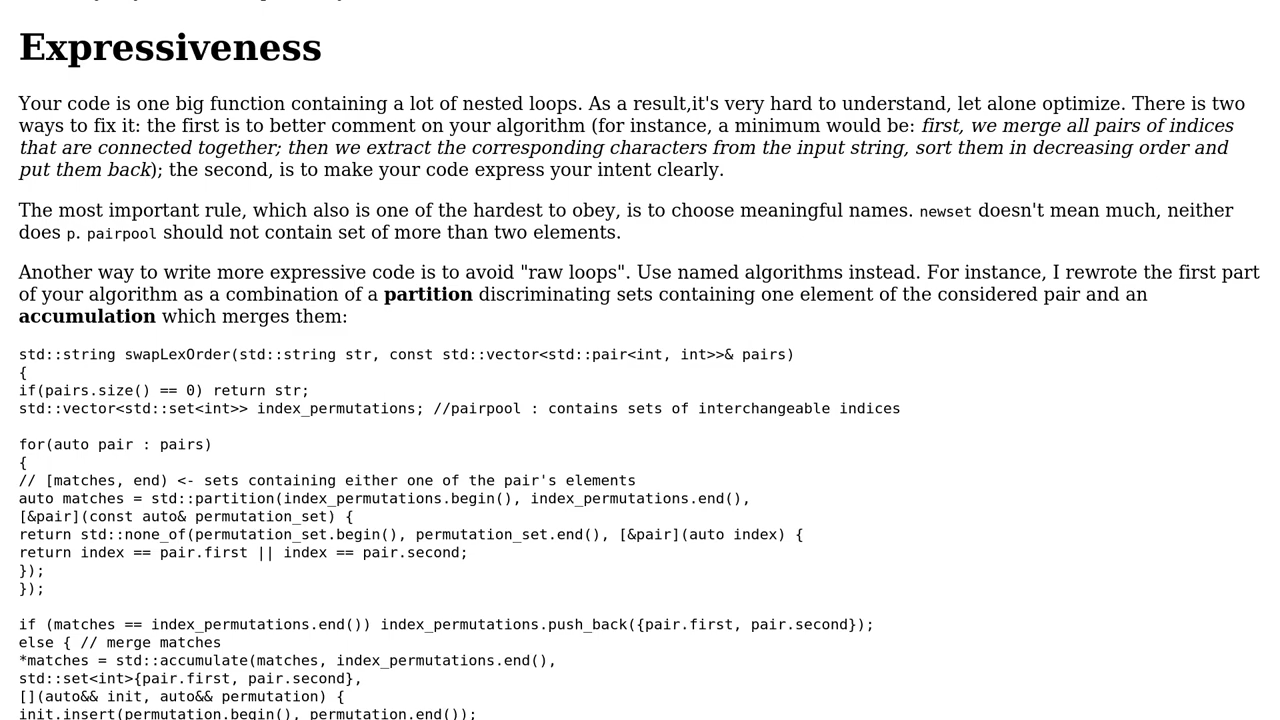 Expressiveness
Your code is one big function containing a lot of nested loops. As a result,it's very hard to understand, let alone optimize. There is two
ways to fix it: the first is to better comment on your algorithm (for instance, a minimum would be: first, we merge all pairs of indices
that are connected together; then we extract the corresponding characters from the input string, sort them in decreasing order and
put them back); the second, is to make your code express your intent clearly.
The most important rule, which also is one of the hardest to obey, is to choose meaningful names. newset doesn't mean much, neither
does p. pairpool should not contain set of more than two elements.
Another way to write more expressive code is to avoid "raw loops". Use named algorithms instead. For instance, I rewrote the first part
of your algorithm as a combination of a partition discriminating sets containing one element of the considered pair and an
accumulation which merges them:
std::string swapLexOrder(std::string str, const std::vector<std::pair<int, int>>& pairs)
{
if(pairs.size() == 0) return str;
std::vector<std::set<int>> index_permutations; //pairpool : contains sets of interchangeable indices
for(auto pair : pairs)
{
// [matches, end) <- sets containing either one of the pair's elements
auto matches = std::partition(index_permutations.begin(), index_permutations.end(),
[&pair](const auto& permutation_set) {
return std::none_of(permutation_set.begin(), permutation_set.end(), [&pair](auto index) {
return index == pair.first || index == pair.second;
});
});
if (matches == index_permutations.end()) index_permutations.push_back({pair.first, pair.second});
else { // merge matches
*matches = std::accumulate(matches, index_permutations.end(),
std::set<int>{pair.first, pair.second},
[](auto&& init, auto&& permutation) {
init.insert(permutation.begin(), permutation.end());